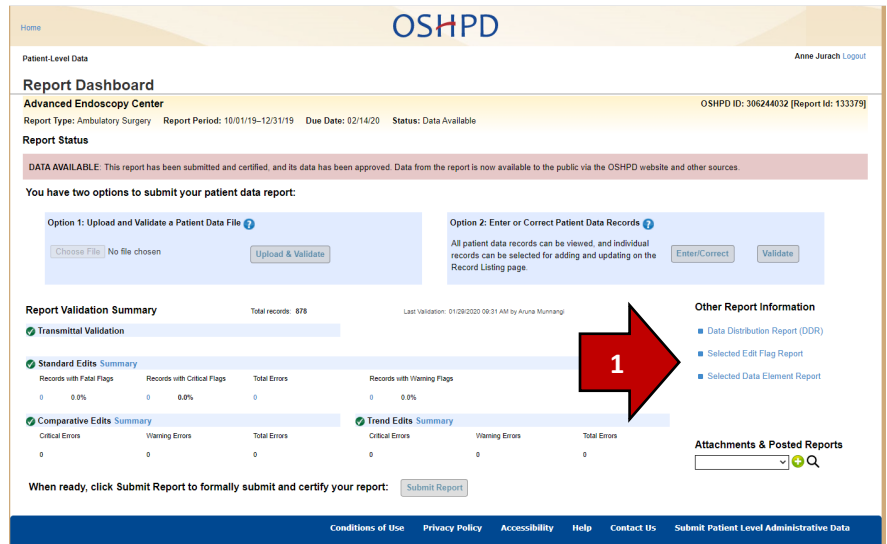 Home
OSHPD
Patient-Level Data
Anne Jurach Logout
Report Dashboard
Advanced Endoscopy Center
OSHPD ID: 306244032 [Report Id: 133379]
Report Type: Ambulatory Surgery Report Period: 10/01/19–12/31/19 Due Date: 02/14/20 Status: Data Available
Report Status
DATA AVAILABLE: This report has been submitted and certified, and its data has been approved. Data from the report is now available to the public via the OSHPD website and other sources.
You have two options to submit your patient data report:
Option 1: Upload and Validate a Patient Data File ?
Choose File No file chosen
Upload & Validate
Option 2: Enter or Correct Patient Data Records ?
All patient data records can be viewed, and individual
records can be selected for adding and updating on the
Record Listing page.
Enter/Correct
Validate
Report Validation Summary
Total records: 878
Last Validation: 01/29/2020 09:31 AM by Aruna Munnangi
Transmittal Validation
Standard Edits Summary
Records with Fatal Flags Records with Critical Flags Total Errors Records with Warning Flags
0 0.0% 0 0.0% 0 0 0.0%
Comparative Edits Summary
Critical Errors Warning Errors Total Errors
0 0 0
Trend Edits Summary
Critical Errors Warning Errors Total Errors
0 0 0
1
Other Report Information
Data Distribution Report (DDR)
Selected Edit Flag Report
Selected Data Element Report
Attachments & Posted Reports
When ready, click Submit Report to formally submit and certify your report: Submit Report
Conditions of Use Privacy Policy Accessibility Help Contact Us Submit Patient Level Administrative Data